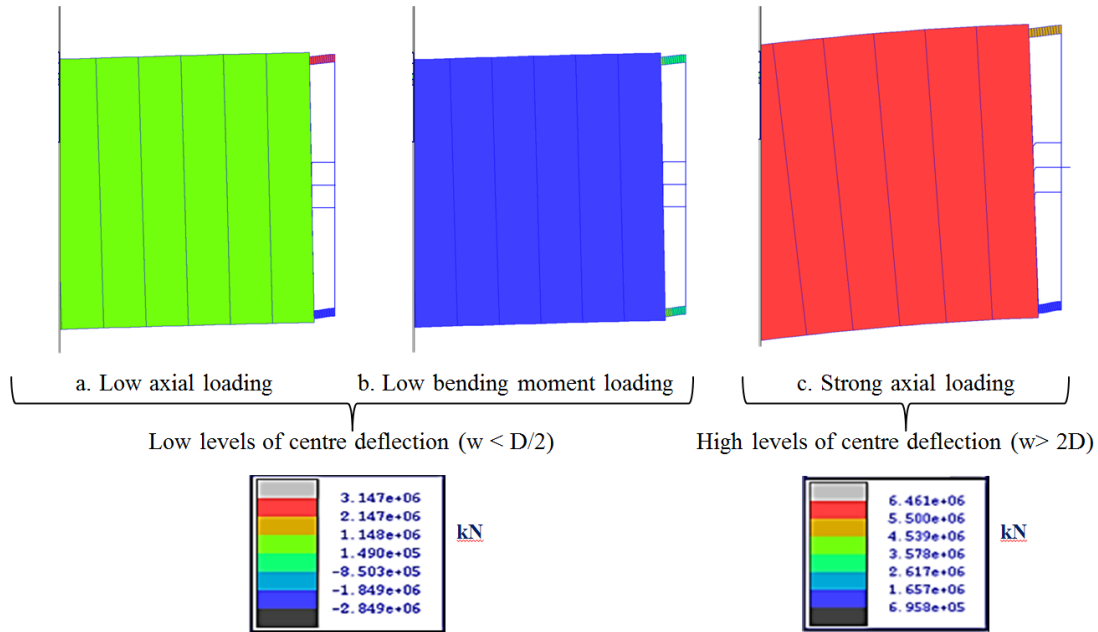 a. Low axial loading
b. Low bending moment loading
c. Strong axial loading
Low levels of centre deflection (w < D/2)
High levels of centre deflection (w> 2D)
3.147e+06
2.147e+06
1.148e+06
1.490e+05
-8.503e+05
-1.849e+06
-2.849e+06
kN
6.461e+06
5.500e+06
4.539e+06
3.578e+06
2.617e+06
1.657e+06
6.958e+05
kN